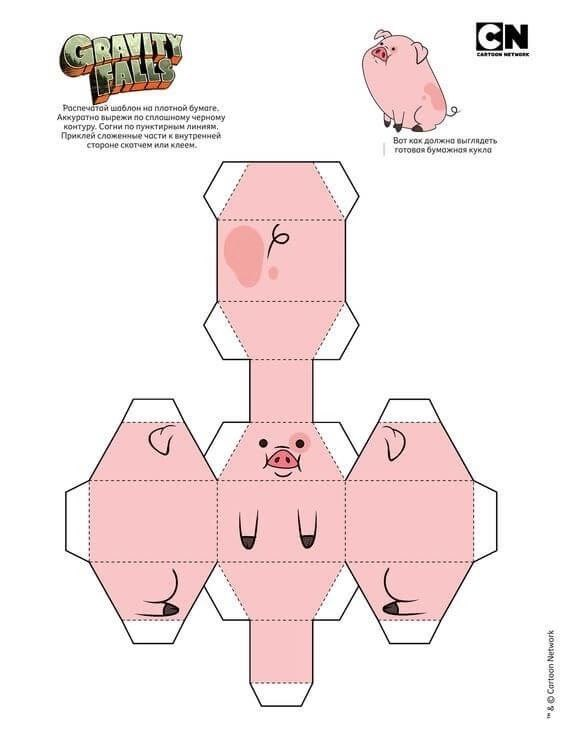 GRAVITY
FALLS
Распечатай шаблон на плотной бумаге.
Аккуратно вырежи по сплошному черному
контуру. Согни по пунктирным линиям.
Приклей сложенные части к внутренней
стороне скотчем или клеем.
CN
CARTOON NETWORK
Вот как должна выглядеть
готовая бумажная кукла
™ & © Cartoon Network